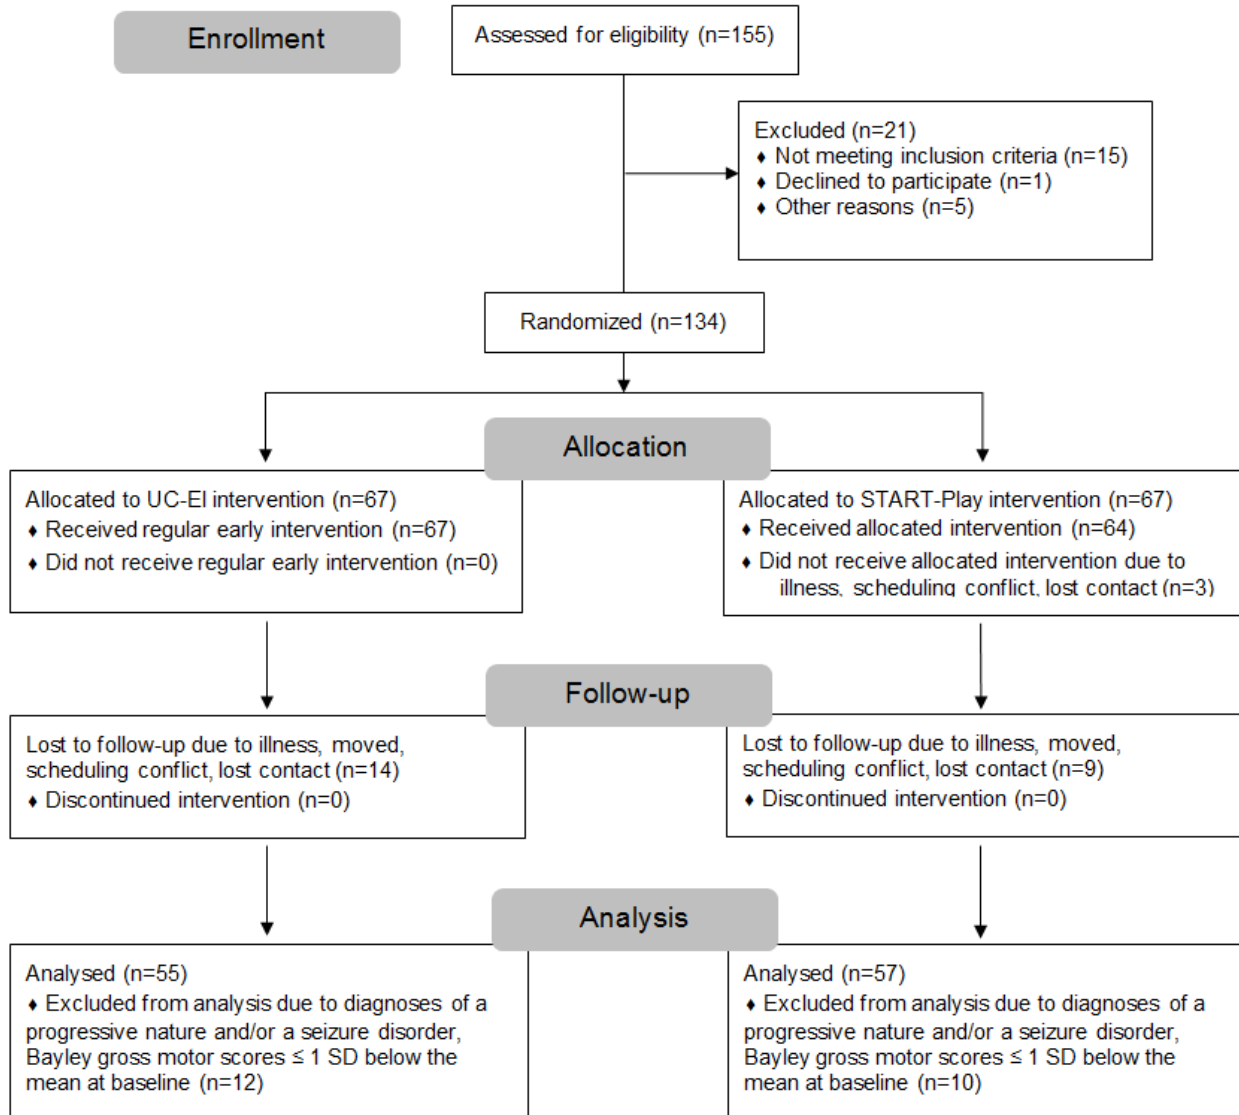 Enrollment
Assessed for eligibility (n=155)
Excluded (n=21)
♦ Not meeting inclusion criteria (n=15)
♦ Declined to participate (n=1)
♦ Other reasons (n=5)
Randomized (n=134)
Allocation
Allocated to UC-EI intervention (n=67)
♦ Received regular early intervention (n=67)
♦ Did not receive regular early intervention (n=0)
Allocated to START-Play intervention (n=67)
♦ Received allocated intervention (n=64)
♦ Did not receive allocated intervention due to
illness, scheduling conflict, lost contact (n=3)
Follow-up
Lost to follow-up due to illness, moved,
scheduling conflict, lost contact (n=14)
♦ Discontinued intervention (n=0)
Lost to follow-up due to illness, moved,
scheduling conflict, lost contact (n=9)
♦ Discontinued intervention (n=0)
Analysis
Analysed (n=55)
♦ Excluded from analysis due to diagnoses of a
progressive nature and/or a seizure disorder,
Bayley gross motor scores ≤ 1 SD below the
mean at baseline (n=12)
Analysed (n=57)
♦ Excluded from analysis due to diagnoses of a
progressive nature and/or a seizure disorder,
Bayley gross motor scores ≤ 1 SD below the
mean at baseline (n=10)